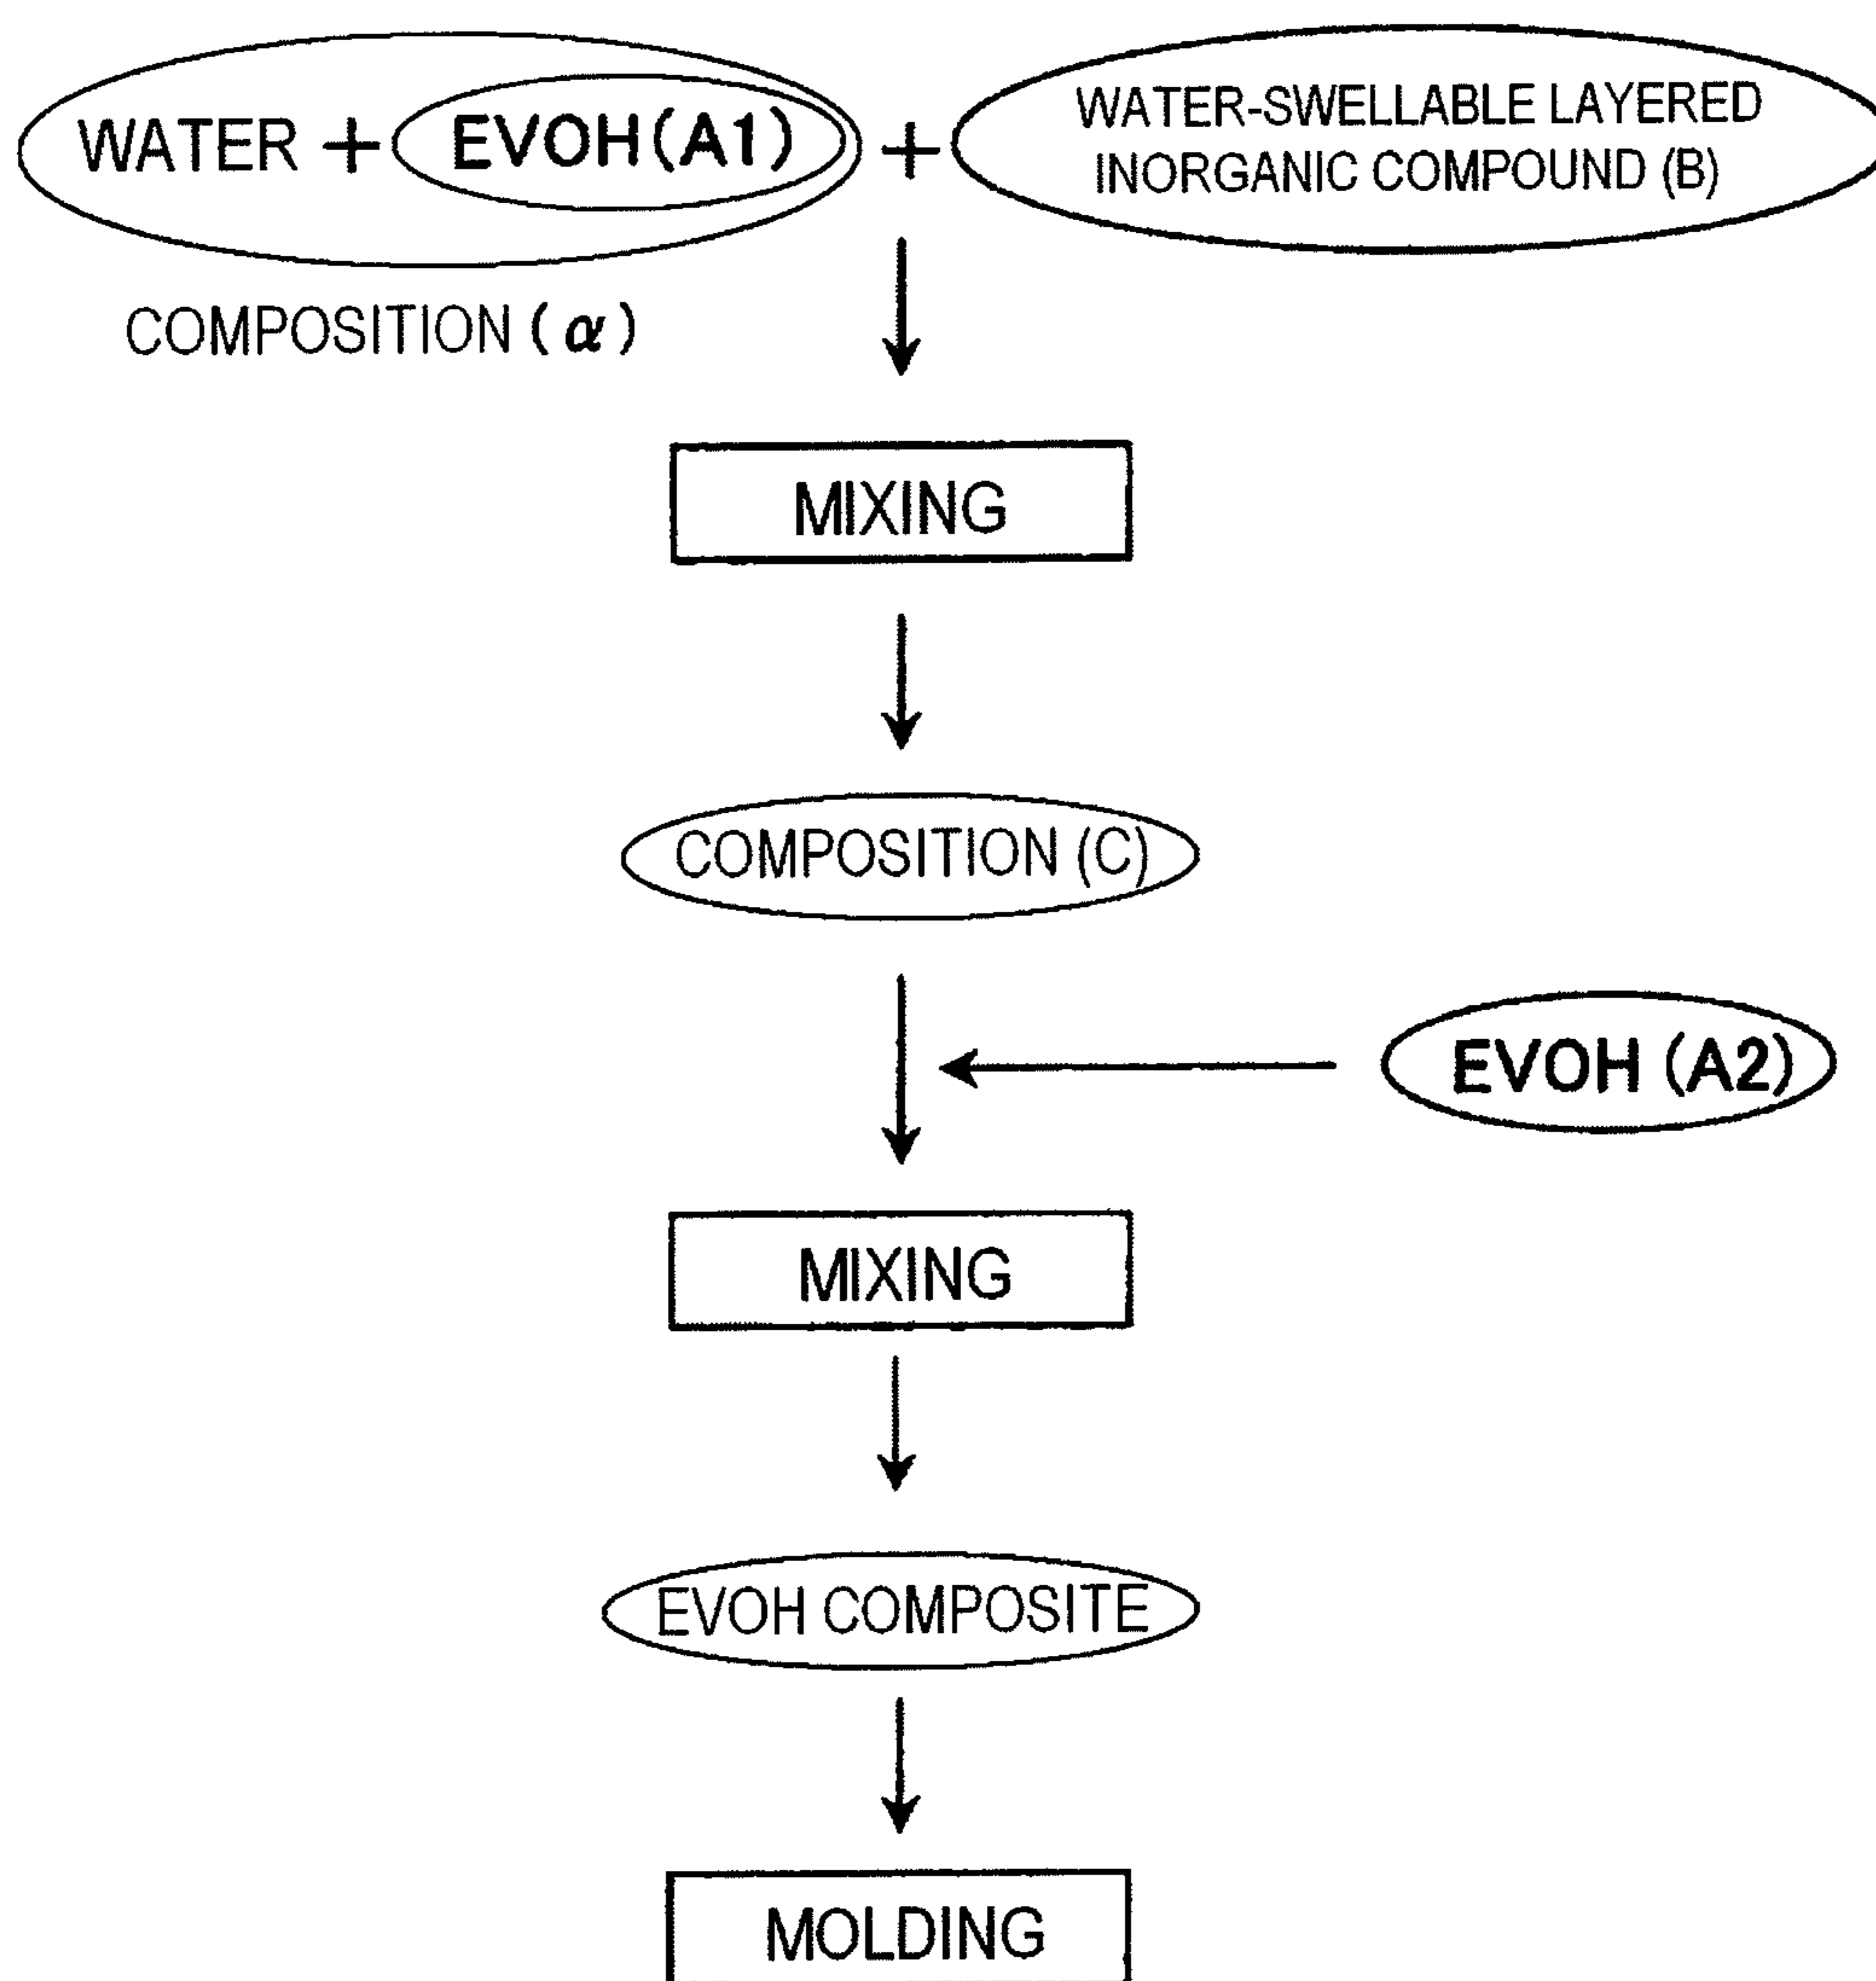 WATER + EVOH(A1) + WATER-SWELLABLE LAYERED
INORGANIC COMPOUND (B)
COMPOSITION (α)
MIXING
COMPOSITION (C)
EVOH (A2)
MIXING
EVOH COMPOSITE
MOLDING